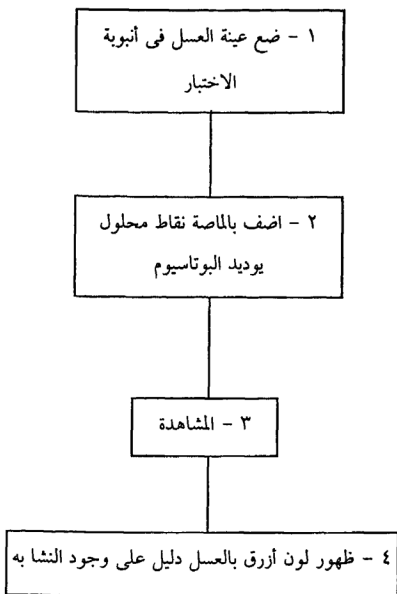 ١ - ضع عينة العسل فى أنبوبة
الاختبار
٢ - اضف بالماصة نقاط محلول
يوديد البوتاسيوم
٣ - المشاهدة
٤ - ظهور لون أزرق بالعسل دليل على وجود النشا به